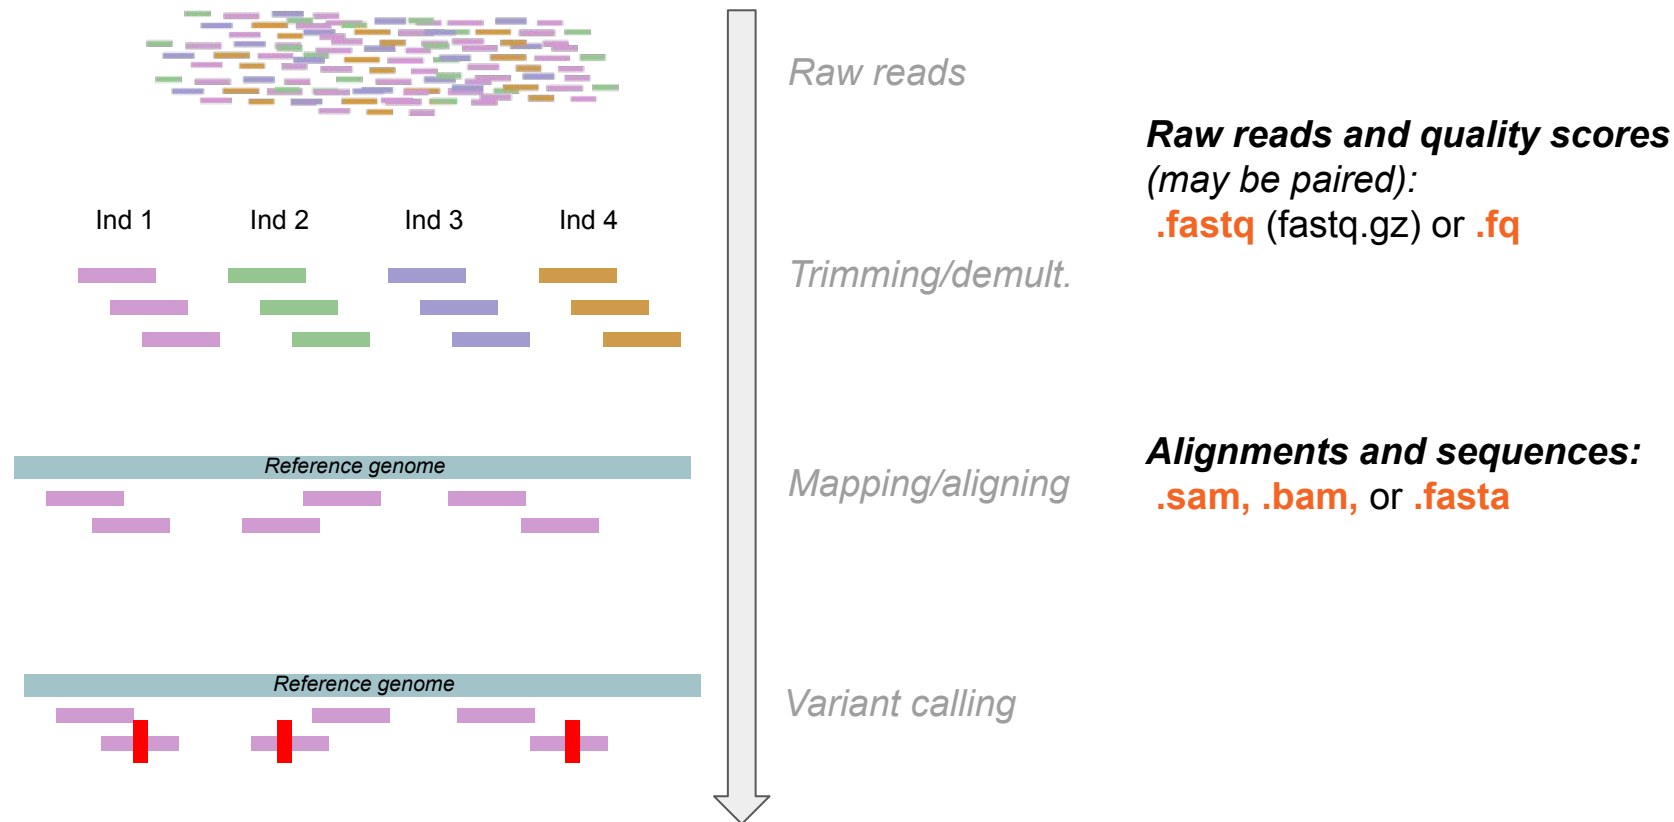 Raw reads
Raw reads and quality scores
(may be paired):
.fastq (fastq.gz) or .fq
Ind 1
Ind 2
Ind 3
Ind 4
Trimming/demult.
Reference genome
Mapping/aligning
Alignments and sequences:
.sam, .bam, or .fasta
Reference genome
Variant calling